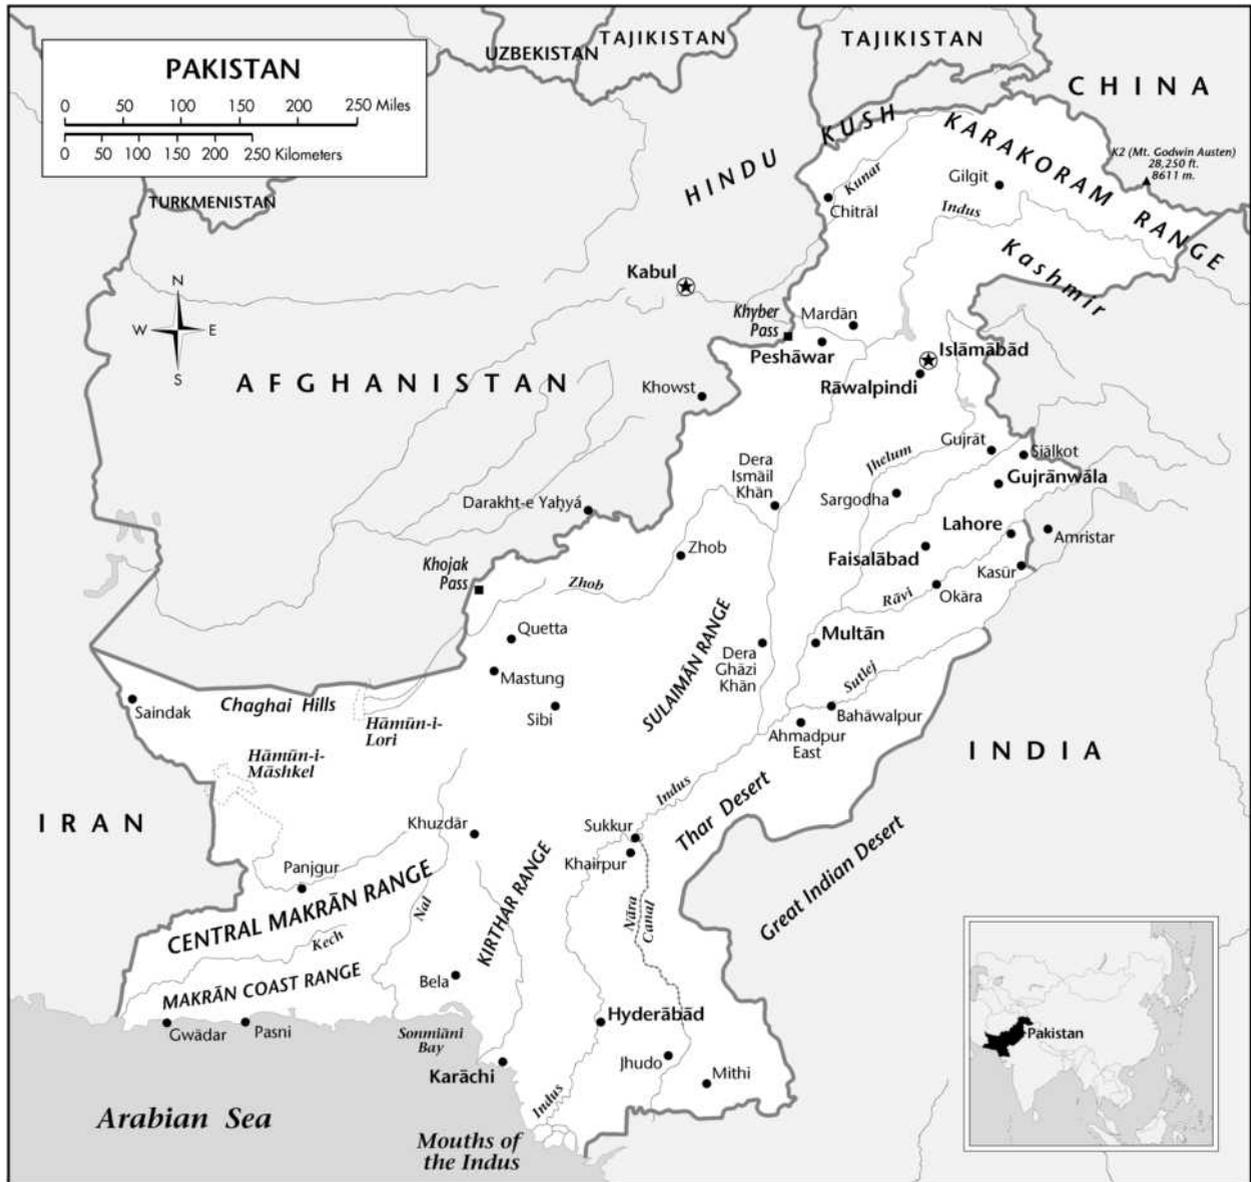 PAKISTAN
0 50 100 150 200 250 Miles
0 50 100 150 200 250 Kilometers
UZBEKISTAN
TAJIKISTAN
TAJIKISTAN
CHINA
TURKMENISTAN
HINDU KUSH
KARAKORAM RANGE
K2 (Mt. Godwin Austen)
28,250 ft.
8611 m.
Kunar
Gilgit
Chitrāl
Indus
Kashmir
N
W E
S
Kabul
Khyber
Pass
Mardān
Peshāwar
Islāmābād
Rāwalpindi
AFGHANISTAN
Khowst
Gujrāt
Siālkot
Jhelum
Dera
Ismāil
Khān
Sargodha
Gujrānwāla
Darakht-e Yaḥyá
Lahore
Amristar
Zhob
Faisalābad
Kasūr
Khojak
Pass
Zhob
Rāvi
Okāra
Quetta
Multān
SULAIMĀN RANGE
Dera
Ghāzi
Khān
Mastung
Sutlej
Saindak
Chaghai Hills
Sibi
Bahāwalpur
Hāmūn-i-
Lori
Ahmadpur
East
INDIA
Hāmūn-i-
Māshkel
Indus
Thar Desert
IRAN
Khuzdār
Sukkur
Khairpur
Great Indian Desert
Panjgur
CENTRAL MAKRĀN RANGE
KIRTHAR RANGE
Nal
Nāra
Canal
Kech
MAKRĀN COAST RANGE
Bela
Gwādar
Pasni
Sonmiāni
Bay
Hyderābād
Pakistan
Karāchi
Jhudo
Mithi
Indus
Arabian Sea
Mouths of
the Indus